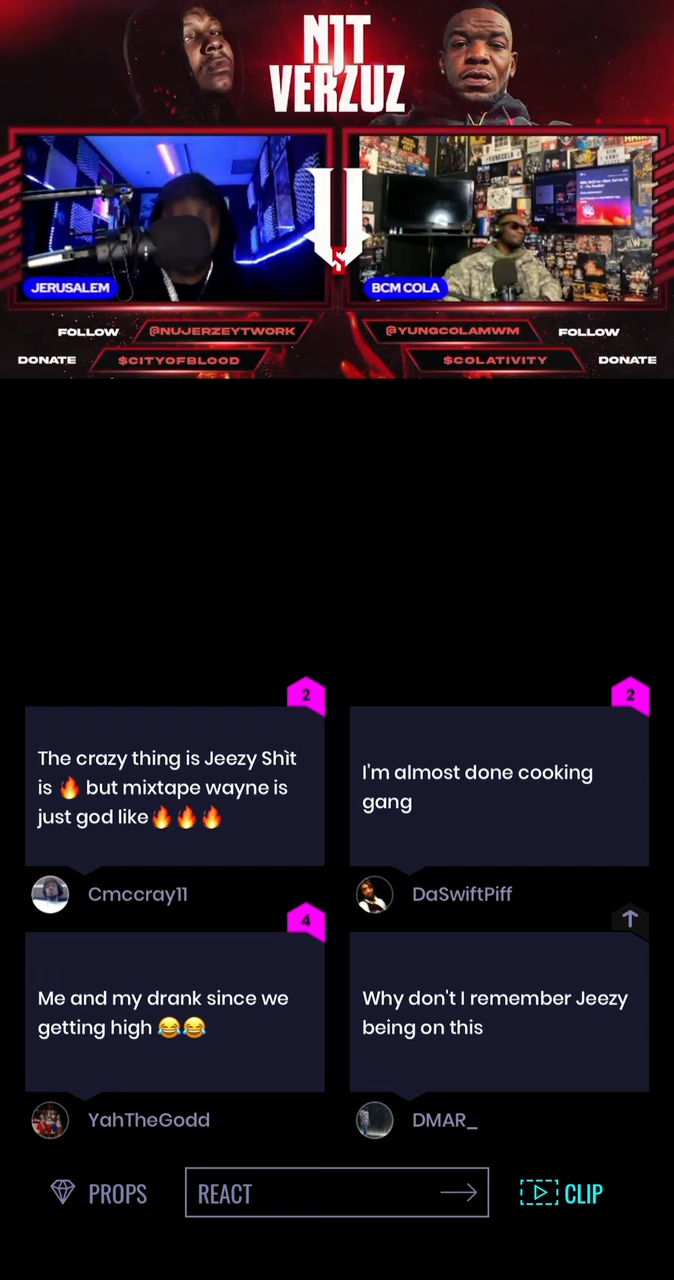 NJT
VERZUZ
JERUSALEM
VS
BCM COLA
FOLLOW @NUJERZEYTWORK
@YUNGCOLAMWM FOLLOW
DONATE $CITYOFBLOOD
$COLATIVITY DONATE
2
The crazy thing is Jeezy Shìt
is 🔥 but mixtape wayne is
just god like🔥🔥🔥
Cmccray11
2
I'm almost done cooking
gang
DaSwiftPiff
4
Me and my drank since we
getting high 😂😂
YahTheGodd
Why don't I remember Jeezy
being on this
DMAR_
PROPS
REACT
CLIP